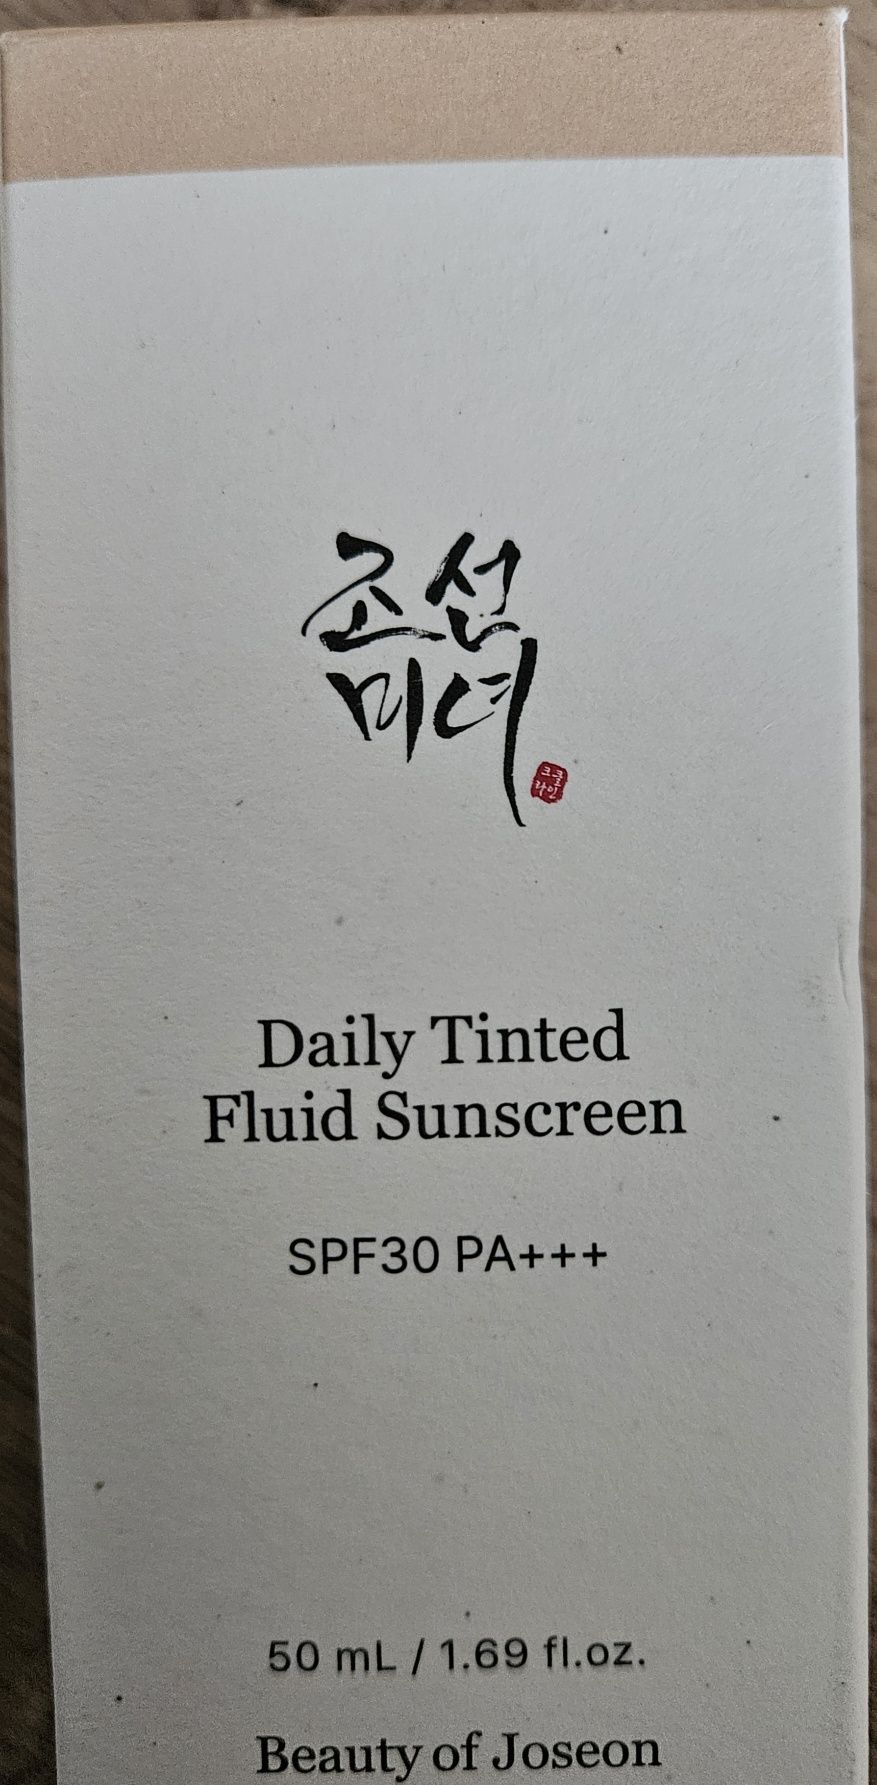 조선
미녀
Daily Tinted
Fluid Sunscreen
SPF30 PA+++
50 mL / 1.69 fl.oz.
Beauty of Joseon